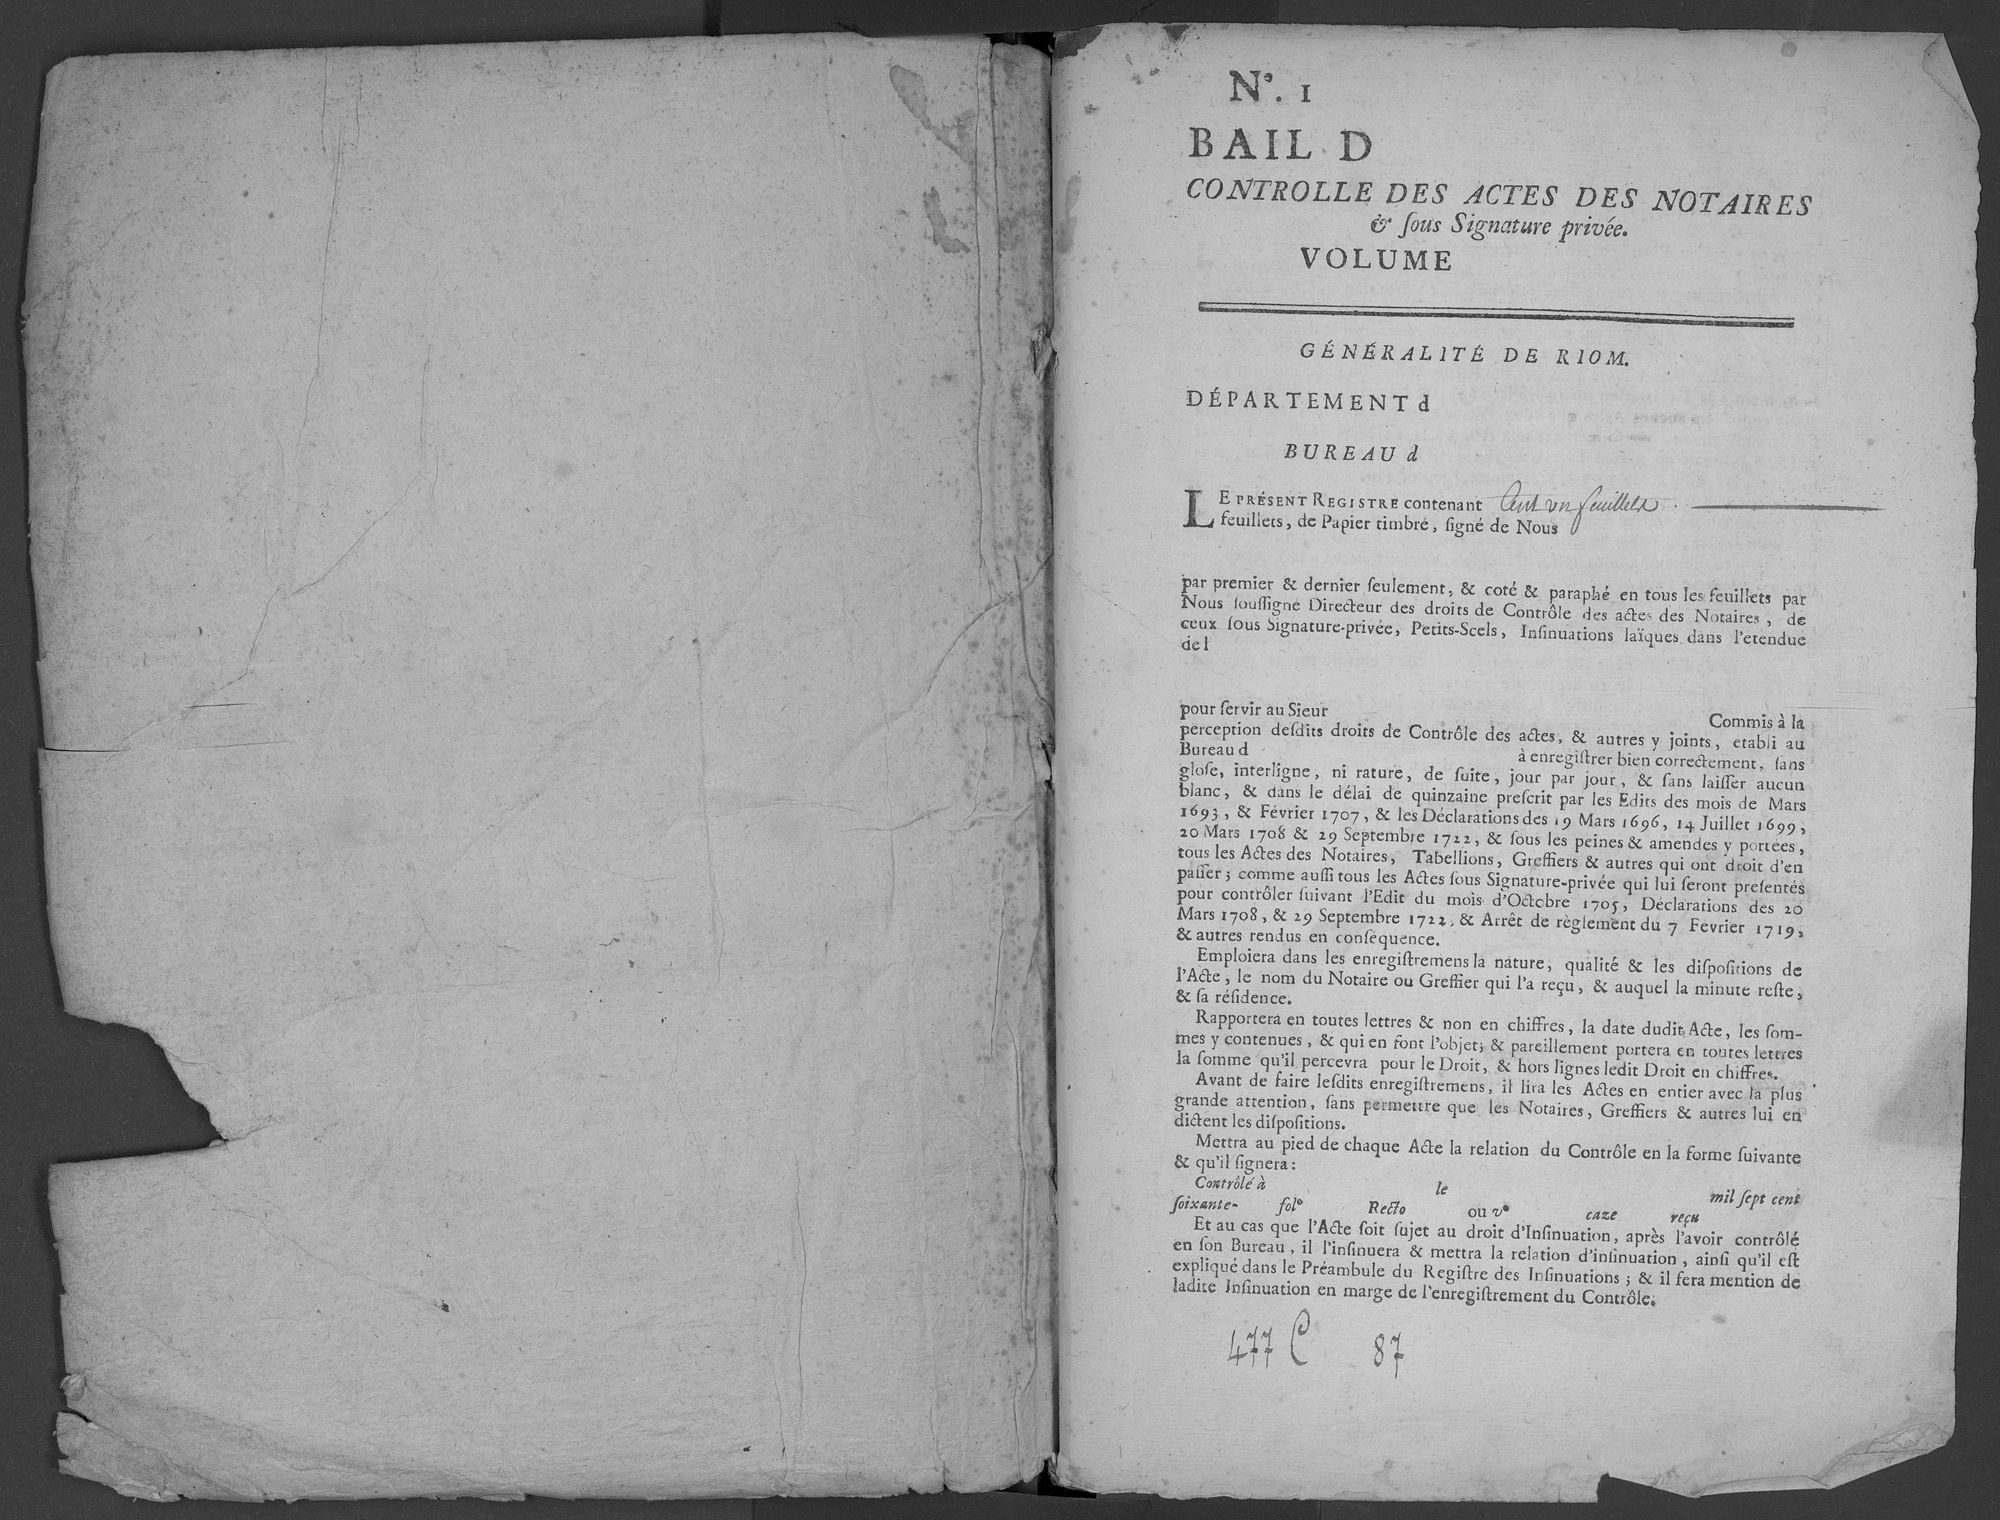 N°. 1
BAIL D
CONTROLLE DES ACTES DES NOTAIRES
& ſous Signature privée.
VOLUME
GÉNÉRALITÉ DE RIOM.
DÉPARTEMENT d
BUREAU d
LE PRÉSENT REGISTRE contenant Cent un feuillets
feuillets, de Papier timbré, ſigné de Nous
par premier & dernier ſeulement, & coté & paraphé en tous les feuillets par
Nous ſouſſigné Directeur des droits de Contrôle des actes des Notaires, de
ceux ſous Signature-privée, Petits-Scels, Inſinuations laïques dans l'etendue
de l
pour ſervir au Sieur Commis à la
perception deſdits droits de Contrôle des actes, & autres y joints, établi au
Bureau d à enregiſtrer bien correctement, ſans
gloſe, interligne, ni rature, de ſuite, jour par jour, & ſans laiſſer aucun
blanc, & dans le délai de quinzaine preſcrit par les Edits des mois de Mars
1693, & Février 1707, & les Déclarations des 19 Mars 1696, 14 Juillet 1699,
20 Mars 1708 & 29 Septembre 1722, & ſous les peines & amendes y portées,
tous les Actes des Notaires, Tabellions, Greffiers & autres qui ont droit d'en
paſſer; comme auſſi tous les Actes ſous Signature-privée qui lui ſeront preſentés
pour contrôler ſuivant l'Edit du mois d'Octobre 1705, Déclarations des 20
Mars 1708, & 29 Septembre 1722, & Arrêt de règlement du 7 Fevrier 1719,
& autres rendus en conſéquence.
Emploiera dans les enregiſtremens la nature, qualité & les diſpoſitions de
l'Acte, le nom du Notaire ou Greffier qui l'a reçu, & auquel la minute reſte,
& ſa réſidence.
Rapportera en toutes lettres & non en chiffres, la date dudit Acte, les ſom-
mes y contenues, & qui en font l'objet; & pareillement portera en toutes lettres
la ſomme qu'il percevra pour le Droit, & hors lignes ledit Droit en chiffres.
Avant de faire leſdits enregiſtremens, il lira les Actes en entier avec la plus
grande attention, ſans permettre que les Notaires, Greffiers & autres lui en
dictent les diſpoſitions.
Mettra au pied de chaque Acte la relation du Contrôle en la forme ſuivante
& qu'il ſignera:
Contrôlé à le mil ſept cent
ſoixante- fol° Recto ou v° caze reçu
Et au cas que l'Acte ſoit ſujet au droit d'Inſinuation, après l'avoir contrôlé
en ſon Bureau, il l'inſinuera & mettra la relation d'inſinuation, ainſi qu'il eſt
expliqué dans le Préambule du Regiſtre des Inſinuations; & il fera mention de
ladite Inſinuation en marge de l'enregiſtrement du Contrôle.
477 C 87